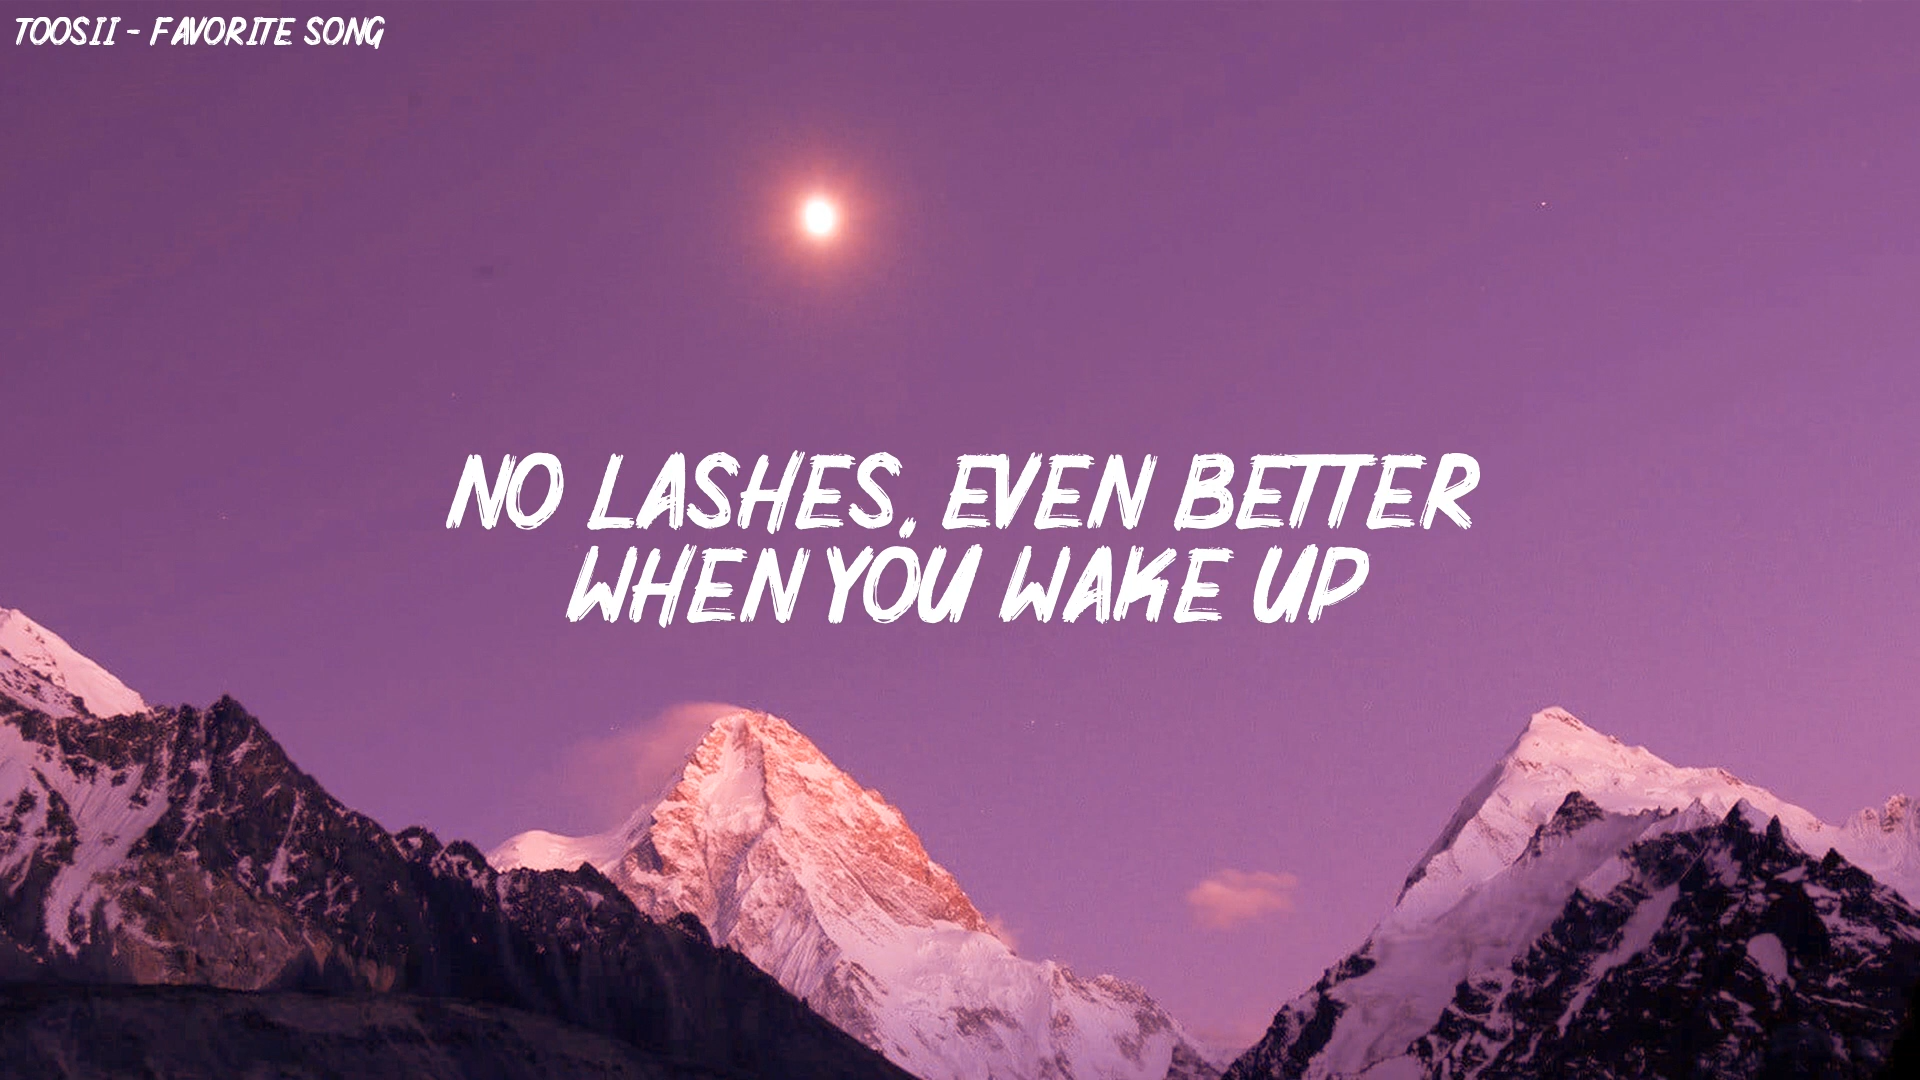 TOOSII - FAVORITE SONG
NO LASHES, EVEN BETTER
WHEN YOU WAKE UP